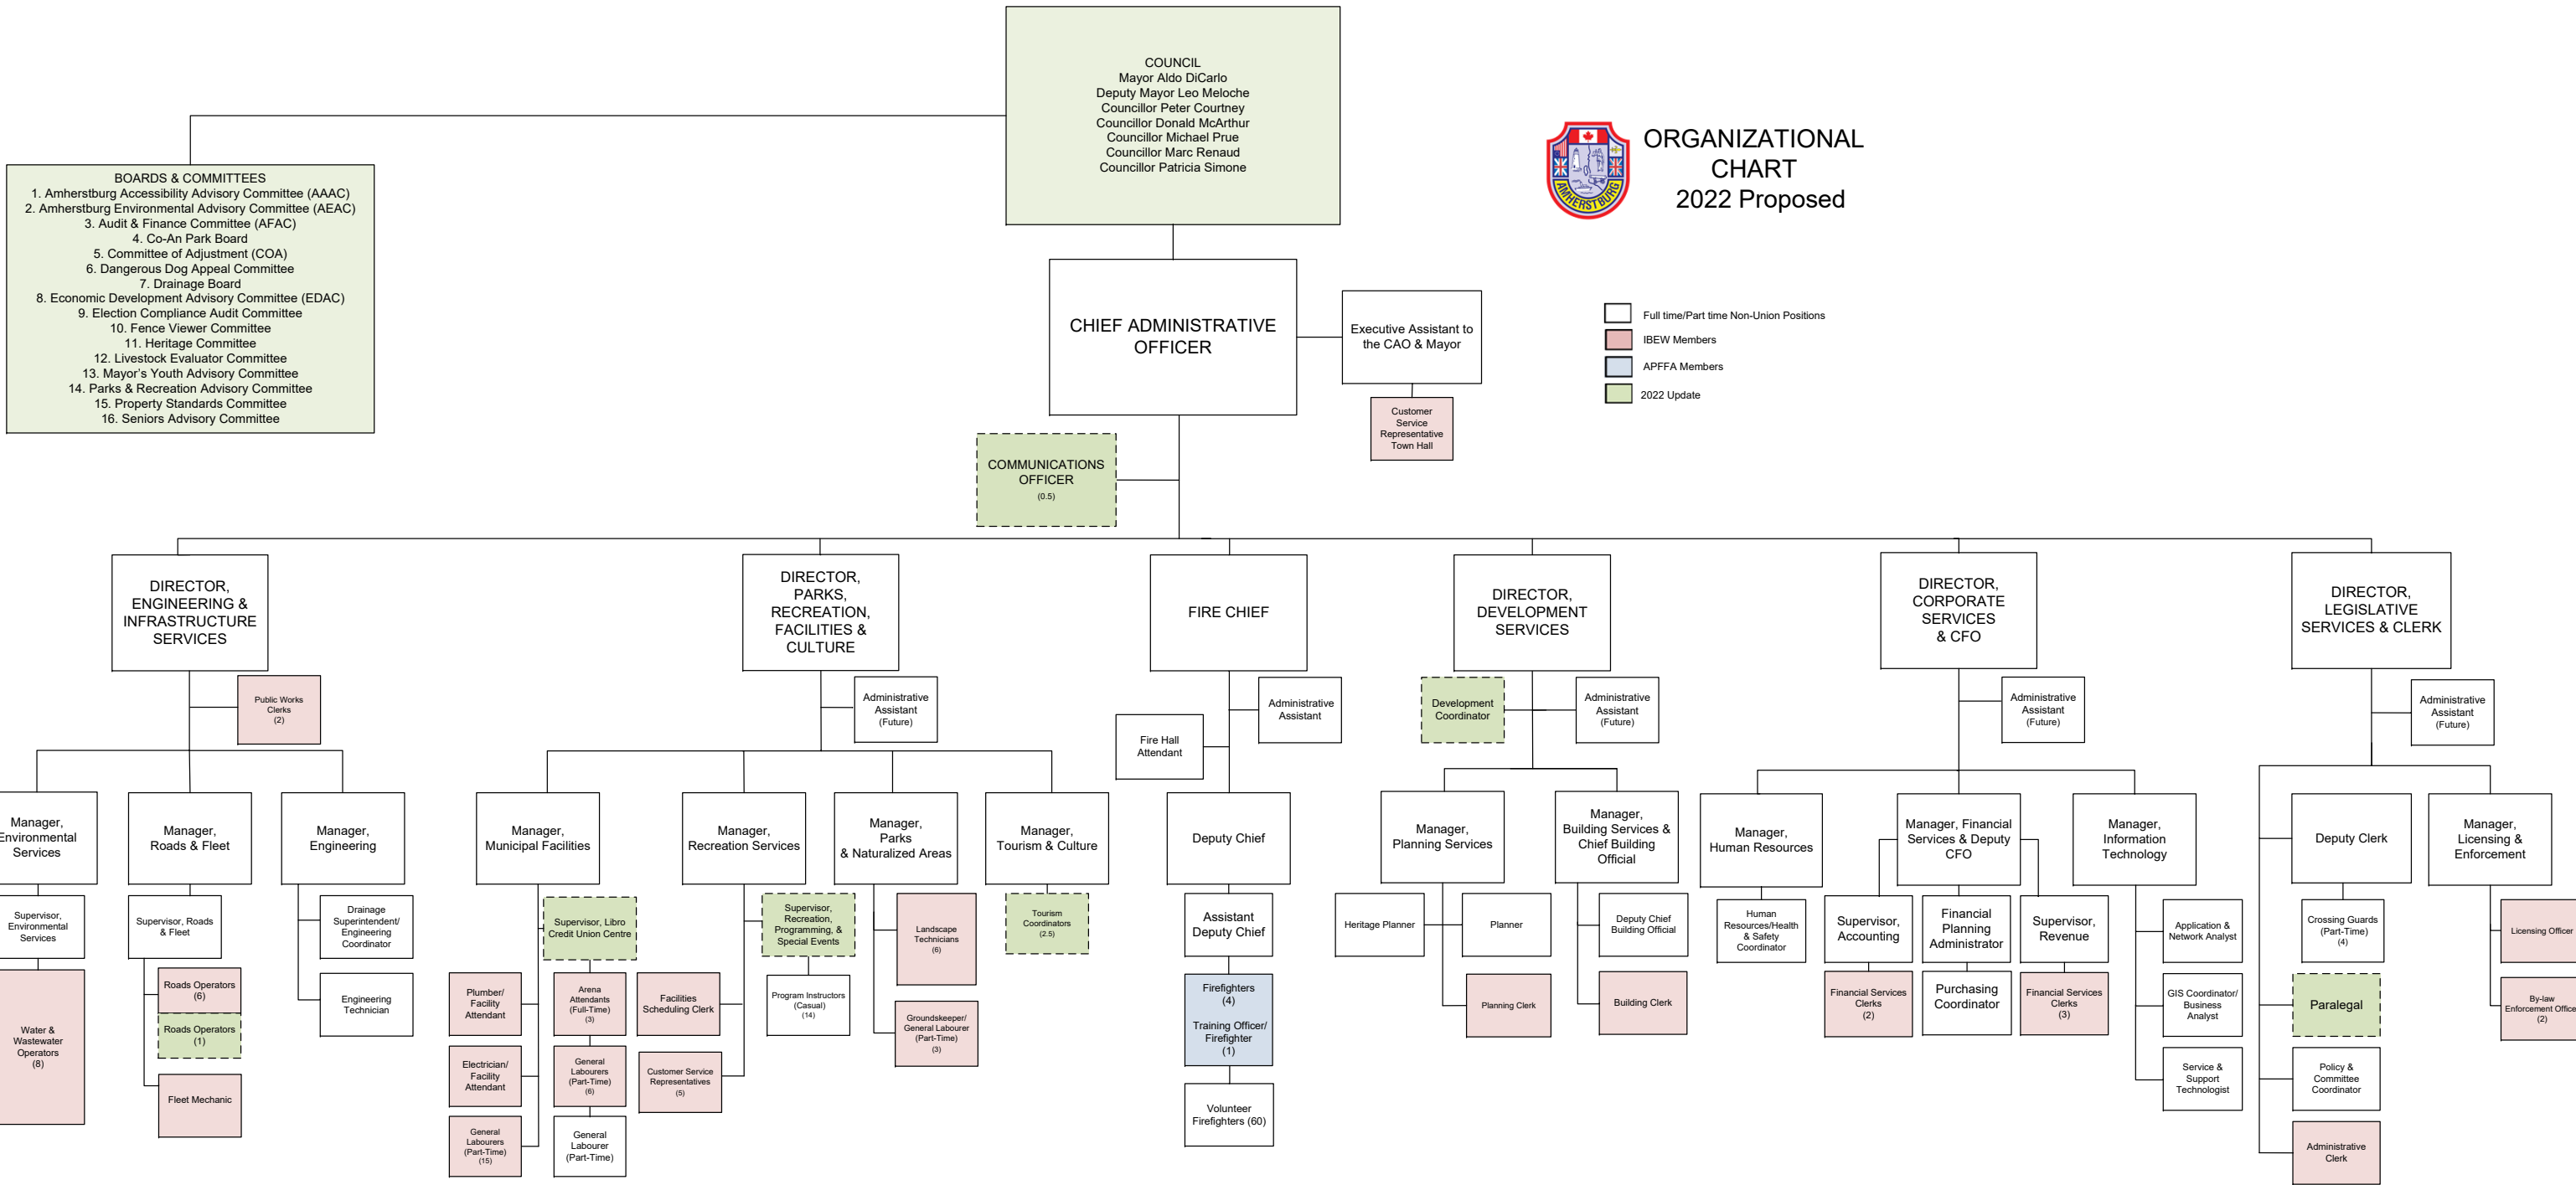 COUNCIL
Mayor Aldo DiCarlo
Deputy Mayor Leo Meloche
Councillor Peter Courtney
Councillor Donald McArthur
Councillor Michael Prue
Councillor Marc Renaud
Councillor Patricia Simone
BOARDS & COMMITTEES
1. Amherstburg Accessibility Advisory Committee (AAAC)
2. Amherstburg Environmental Advisory Committee (AEAC)
3. Audit & Finance Committee (AFAC)
4. Co-An Park Board
5. Committee of Adjustment (COA)
6. Dangerous Dog Appeal Committee
7. Drainage Board
8. Economic Development Advisory Committee (EDAC)
9. Election Compliance Audit Committee
10. Fence Viewer Committee
11. Heritage Committee
12. Livestock Evaluator Committee
13. Mayor's Youth Advisory Committee
14. Parks & Recreation Advisory Committee
15. Property Standards Committee
16. Seniors Advisory Committee
AMHERSTBURG
ORGANIZATIONAL
CHART
2022 Proposed
CHIEF ADMINISTRATIVE
OFFICER
Executive Assistant to
the CAO & Mayor
Customer
Service
Representative
Town Hall
Full time/Part time Non-Union Positions
IBEW Members
APFFA Members
2022 Update
COMMUNICATIONS
OFFICER
(0.5)
DIRECTOR,
ENGINEERING &
INFRASTRUCTURE
SERVICES
Public Works
Clerks
(2)
Manager,
Environmental
Services
Supervisor,
Environmental
Services
Water &
Wastewater
Operators
(8)
Manager,
Roads & Fleet
Supervisor, Roads
& Fleet
Roads Operators
(6)
Roads Operators
(1)
Fleet Mechanic
Manager,
Engineering
Drainage
Superintendent/
Engineering
Coordinator
Engineering
Technician
DIRECTOR,
PARKS,
RECREATION,
FACILITIES &
CULTURE
Administrative
Assistant
(Future)
Manager,
Municipal Facilities
Supervisor, Libro
Credit Union Centre
Plumber/
Facility
Attendant
Electrician/
Facility
Attendant
General
Labourers
(Part-Time)
(15)
Arena
Attendants
(Full-Time)
(3)
General
Labourers
(Part-Time)
(6)
General
Labourer
(Part-Time)
Manager,
Recreation Services
Supervisor,
Recreation,
Programming, &
Special Events
Facilities
Scheduling Clerk
Program Instructors
(Casual)
(14)
Customer Service
Representatives
(5)
Manager,
Parks
& Naturalized Areas
Landscape
Technicians
(6)
Groundskeeper/
General Labourer
(Part-Time)
(3)
Manager,
Tourism & Culture
Tourism
Coordinators
(2.5)
FIRE CHIEF
Administrative
Assistant
Fire Hall
Attendant
Deputy Chief
Assistant
Deputy Chief
Firefighters
(4)
Training Officer/
Firefighter
(1)
Volunteer
Firefighters (60)
DIRECTOR,
DEVELOPMENT
SERVICES
Development
Coordinator
Administrative
Assistant
(Future)
Manager,
Planning Services
Heritage Planner
Planner
Planning Clerk
Manager,
Building Services &
Chief Building
Official
Deputy Chief
Building Official
Building Clerk
DIRECTOR,
CORPORATE
SERVICES
& CFO
Administrative
Assistant
(Future)
Manager,
Human Resources
Human
Resources/Health
& Safety
Coordinator
Manager, Financial
Services & Deputy
CFO
Supervisor,
Accounting
Financial Services
Clerks
(2)
Financial
Planning
Administrator
Purchasing
Coordinator
Supervisor,
Revenue
Financial Services
Clerks
(3)
Manager,
Information
Technology
Application &
Network Analyst
GIS Coordinator/
Business
Analyst
Service &
Support
Technologist
DIRECTOR,
LEGISLATIVE
SERVICES & CLERK
Administrative
Assistant
(Future)
Deputy Clerk
Crossing Guards
(Part-Time)
(4)
Paralegal
Policy &
Committee
Coordinator
Administrative
Clerk
Manager,
Licensing &
Enforcement
Licensing Officer
By-law
Enforcement Office
(2)